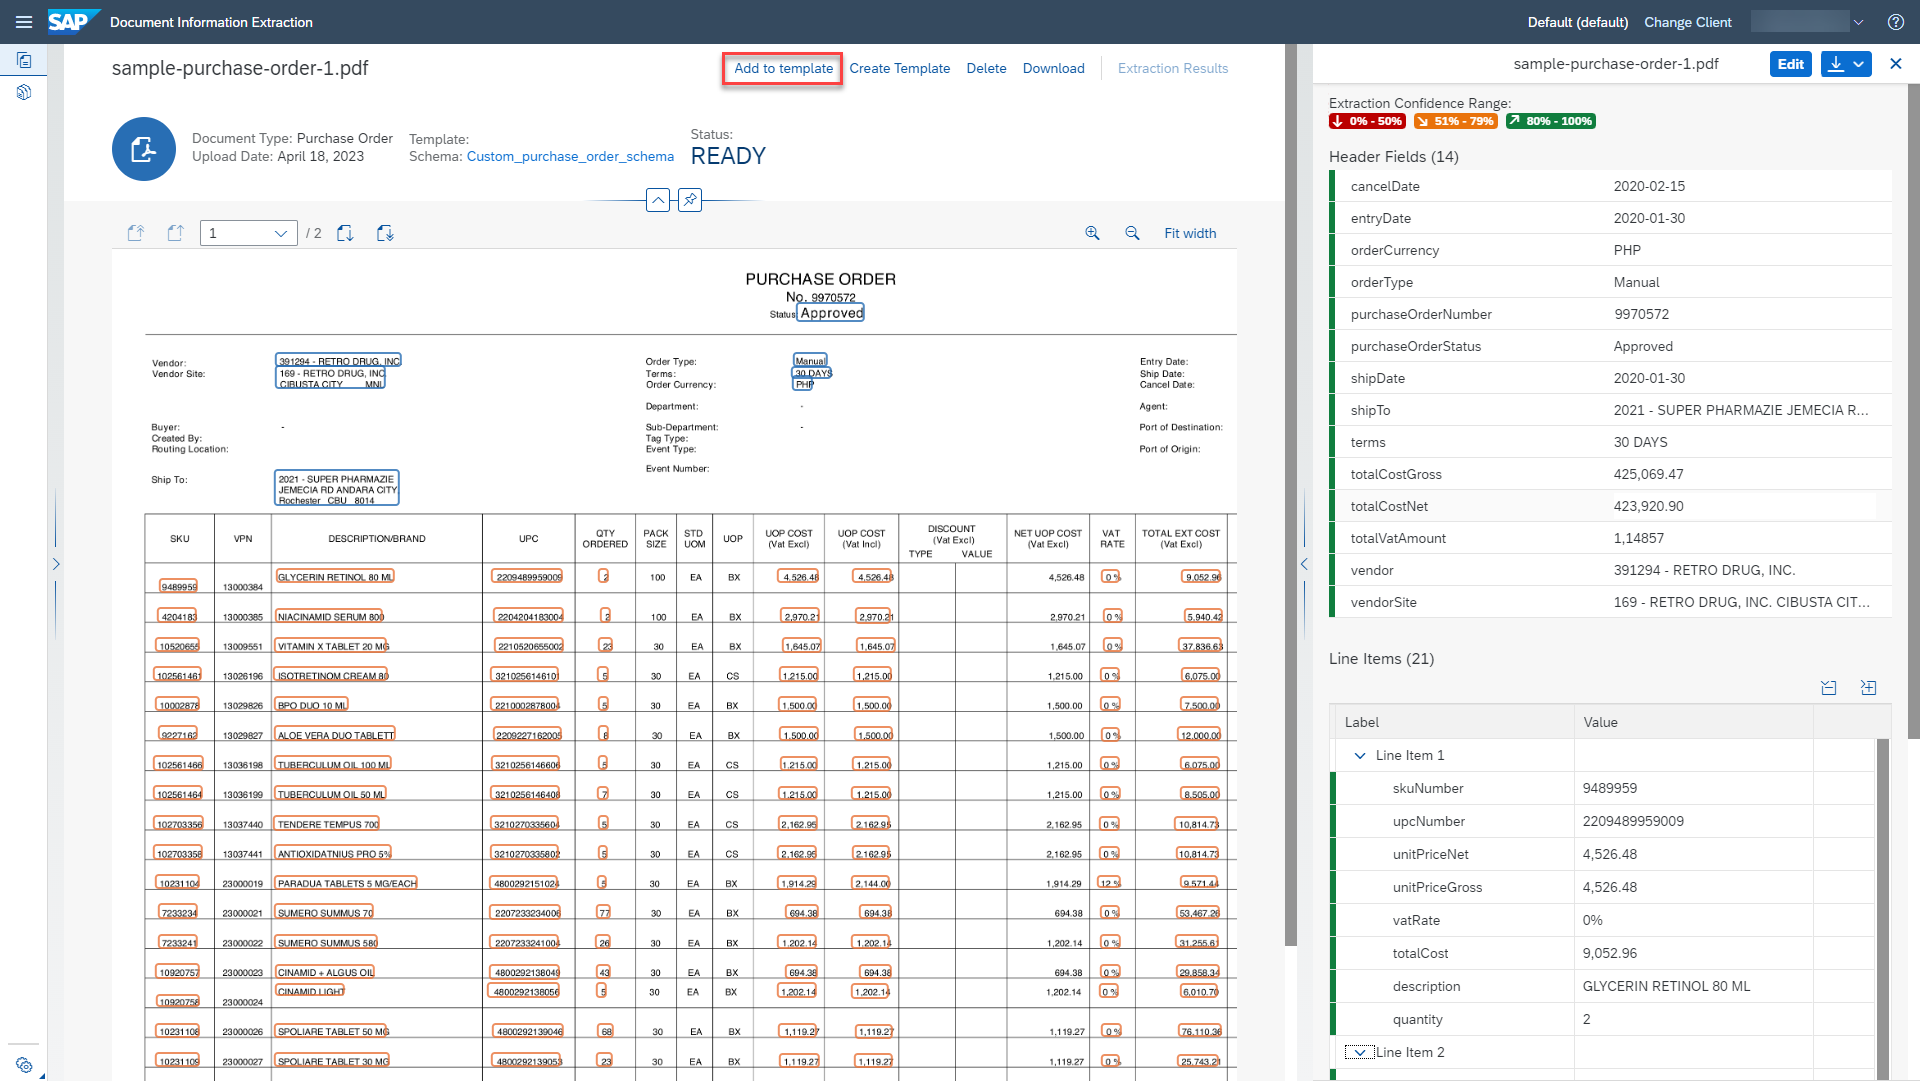 SAP Document Information Extraction
Default (default) Change Client
sample-purchase-order-1.pdf
Add to template Create Template Delete Download Extraction Results
Document Type: Purchase Order
Upload Date: April 18, 2023
Template:
Schema: Custom_purchase_order_schema
Status:
READY
1 / 2
Fit width
PURCHASE ORDER
No. 9970572
Status Approved
Vendor: 391294 - RETRO DRUG, INC
Vendor Site: 169 - RETRO DRUG, INC
CIBUSTA CITY MNL
Order Type: Manual
Terms: 30 DAYS
Order Currency: PHP
Department: -
Entry Date:
Ship Date:
Cancel Date:
Agent:
Buyer: -
Created By:
Routing Location:
Sub-Department: -
Tag Type:
Event Type:
Event Number:
Port of Destination:
Port of Origin:
Ship To: 2021 - SUPER PHARMAZIE
JEMECIA RD ANDARA CITY,
Rochester CBU 8014
SKU VPN DESCRIPTION/BRAND UPC QTY ORDERED PACK SIZE STD UOM UOP UOP COST (Vat Excl) UOP COST (Vat Incl) DISCOUNT (Vat Excl) TYPE VALUE NET UOP COST (Vat Excl) VAT RATE TOTAL EXT COST (Vat Excl)
9489959 13000384 GLYCERIN RETINOL 80 ML 2209489959009 2 100 EA BX 4,526.48 4,526.48 4,526.48 0 % 9,052.96
4204183 13000385 NIACINAMID SERUM 800 2204204183004 2 100 EA BX 2,970.21 2,970.21 2,970.21 0 % 5,940.42
10520655 13009551 VITAMIN X TABLET 20 MG 2210520655002 23 30 EA BX 1,645.07 1,645.07 1,645.07 0 % 37,836.63
102561461 13026196 ISOTRETINOM CREAM 80 321025614610 5 30 EA CS 1,215.00 1,215.00 1,215.00 0 % 6,075.00
10002878 13029826 BPO DUO 10 ML 2210002878004 5 30 EA BX 1,500.00 1,500.00 1,500.00 0 % 7,500.00
9227162 13029827 ALOE VERA DUO TABLETT 2209227162005 8 30 EA BX 1,500.00 1,500.00 1,500.00 0 % 12,000.00
102561466 13036198 TUBERCULUM OIL 100 ML 3210256146606 5 30 EA CS 1,215.00 1,215.00 1,215.00 0 % 6,075.00
102561464 13036199 TUBERCULUM OIL 50 ML 3210256146408 7 30 EA CS 1,215.00 1,215.00 1,215.00 0 % 8,505.00
102703356 13037440 TENDERE TEMPUS 700 3210270335604 5 30 EA CS 2,162.95 2,162.95 2,162.95 0 % 10,814.73
102703358 13037441 ANTIOXIDATNIUS PRO 5% 3210270335802 5 30 EA CS 2,162.95 2,162.95 2,162.95 0 % 10,814.73
10231104 23000019 PARADUA TABLETS 5 MG/EACH 4800292151024 5 30 EA BX 1,914.29 2,144.00 1,914.29 12 % 9,571.44
7233234 23000021 SUMERO SUMMUS 70 2207233234006 77 30 EA BX 694.38 694.38 694.38 0 % 53,467.26
7233241 23000022 SUMERO SUMMUS 580 2207233241004 26 30 EA BX 1,202.14 1,202.14 1,202.14 0 % 31,255.61
10920757 23000023 CINAMID + ALGUS OIL 4800292138049 43 30 EA BX 694.38 694.38 694.38 0 % 29,858.34
10920758 23000024 CINAMID LIGHT 4800292138056 5 30 EA BX 1,202.14 1,202.14 1,202.14 0 % 6,010.70
10231108 23000026 SPOLIARE TABLET 50 MG 4800292139046 68 30 EA BX 1,119.27 1,119.27 1,119.27 0 % 76,110.36
10231109 23000027 SPOLIARE TABLET 30 MG 4800292139053 23 30 EA BX 1,119.27 1,119.27 1,119.27 0 % 25,743.21
sample-purchase-order-1.pdf Edit
Extraction Confidence Range:
0% - 50% 51% - 79% 80% - 100%
Header Fields (14)
cancelDate 2020-02-15
entryDate 2020-01-30
orderCurrency PHP
orderType Manual
purchaseOrderNumber 9970572
purchaseOrderStatus Approved
shipDate 2020-01-30
shipTo 2021 - SUPER PHARMAZIE JEMECIA R...
terms 30 DAYS
totalCostGross 425,069.47
totalCostNet 423,920.90
totalVatAmount 1,14857
vendor 391294 - RETRO DRUG, INC.
vendorSite 169 - RETRO DRUG, INC. CIBUSTA CIT...
Line Items (21)
Label Value
Line Item 1
skuNumber 9489959
upcNumber 2209489959009
unitPriceNet 4,526.48
unitPriceGross 4,526.48
vatRate 0%
totalCost 9,052.96
description GLYCERIN RETINOL 80 ML
quantity 2
Line Item 2